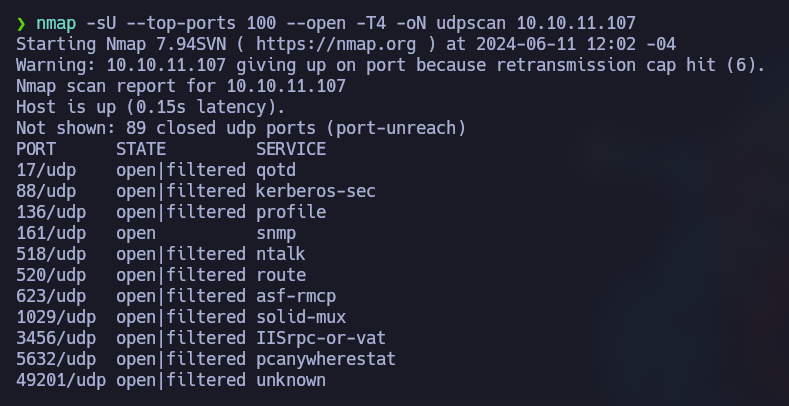 ❯ nmap -sU --top-ports 100 --open -T4 -oN udpscan 10.10.11.107
Starting Nmap 7.94SVN ( https://nmap.org ) at 2024-06-11 12:02 -04
Warning: 10.10.11.107 giving up on port because retransmission cap hit (6).
Nmap scan report for 10.10.11.107
Host is up (0.15s latency).
Not shown: 89 closed udp ports (port-unreach)
PORT      STATE         SERVICE
17/udp    open|filtered qotd
88/udp    open|filtered kerberos-sec
136/udp   open|filtered profile
161/udp   open          snmp
518/udp   open|filtered ntalk
520/udp   open|filtered route
623/udp   open|filtered asf-rmcp
1029/udp  open|filtered solid-mux
3456/udp  open|filtered IISrpc-or-vat
5632/udp  open|filtered pcanywherestat
49201/udp open|filtered unknown